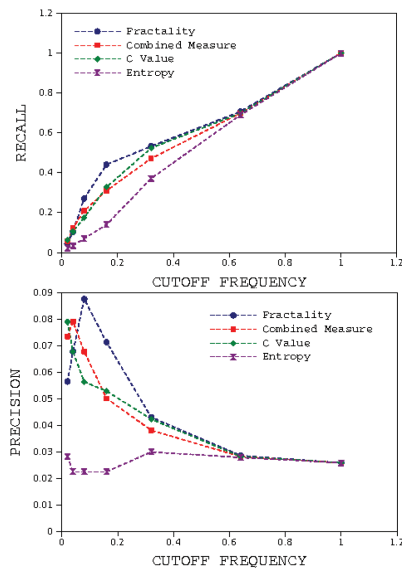 1.2
1
0.8
0.6
0.4
0.2
0
RECALL
Fractality
Combined Measure
C Value
Entropy
0 0.2 0.4 0.6 0.8 1 1.2
CUTOFF FREQUENCY
0.09
0.08
0.07
0.06
0.05
0.04
0.03
0.02
0.01
0
PRECISION
Fractality
Combined Measure
C Value
Entropy
0 0.2 0.4 0.6 0.8 1 1.2
CUTOFF FREQUENCY